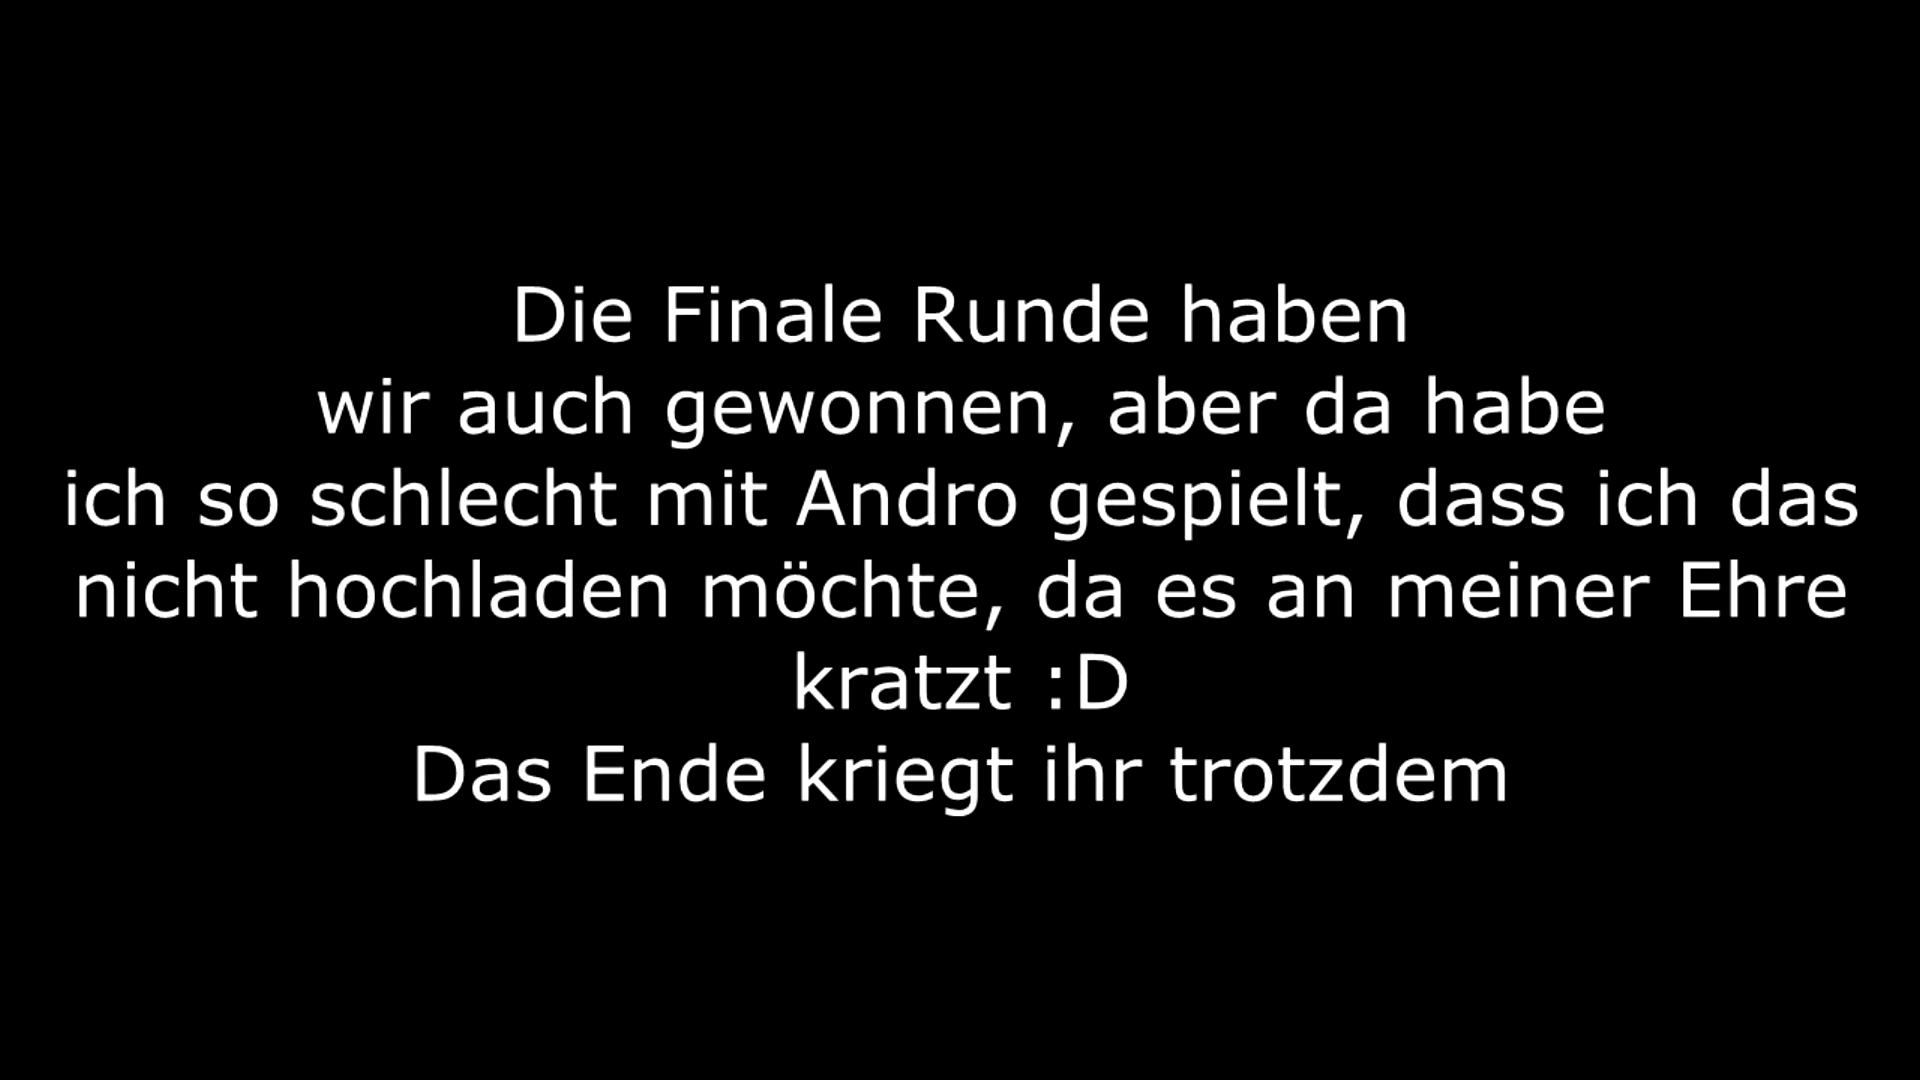 Die Finale Runde haben
wir auch gewonnen, aber da habe
ich so schlecht mit Andro gespielt, dass ich das
nicht hochladen möchte, da es an meiner Ehre
kratzt :D
Das Ende kriegt ihr trotzdem